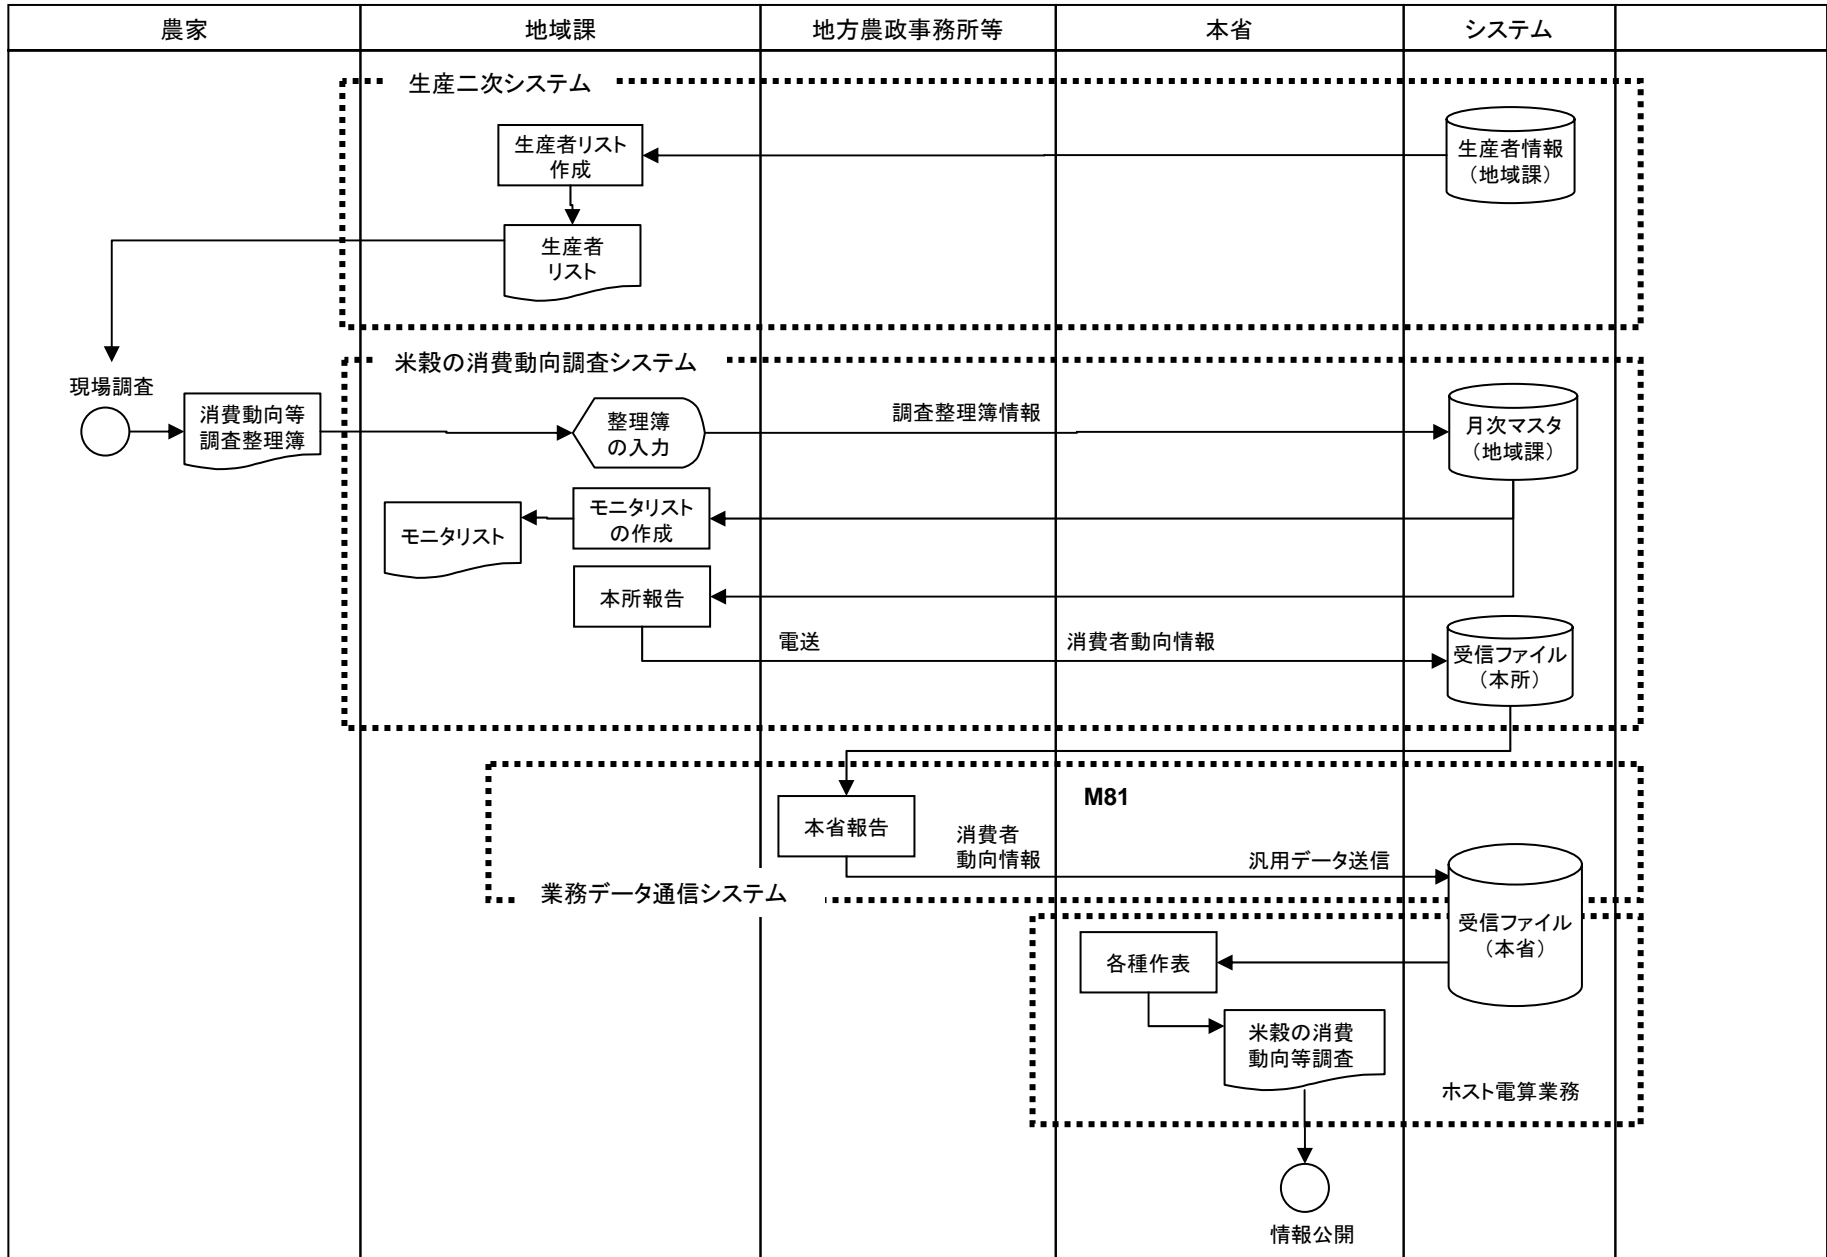 農家
地域課
地方農政事務所等
本省
システム
生産二次システム
生産者リスト
作成
生産者情報
（地域課）
生産者
リスト
米穀の消費動向調査システム
現場調査
消費動向等
調査整理簿
整理簿
の入力
調査整理簿情報
月次マスタ
（地域課）
モニタリスト
モニタリスト
の作成
本所報告
電送
消費者動向情報
受信ファイル
（本所）
M81
本省報告
消費者
動向情報
汎用データ送信
業務データ通信システム
受信ファイル
（本省）
各種作表
米穀の消費
動向等調査
ホスト電算業務
情報公開